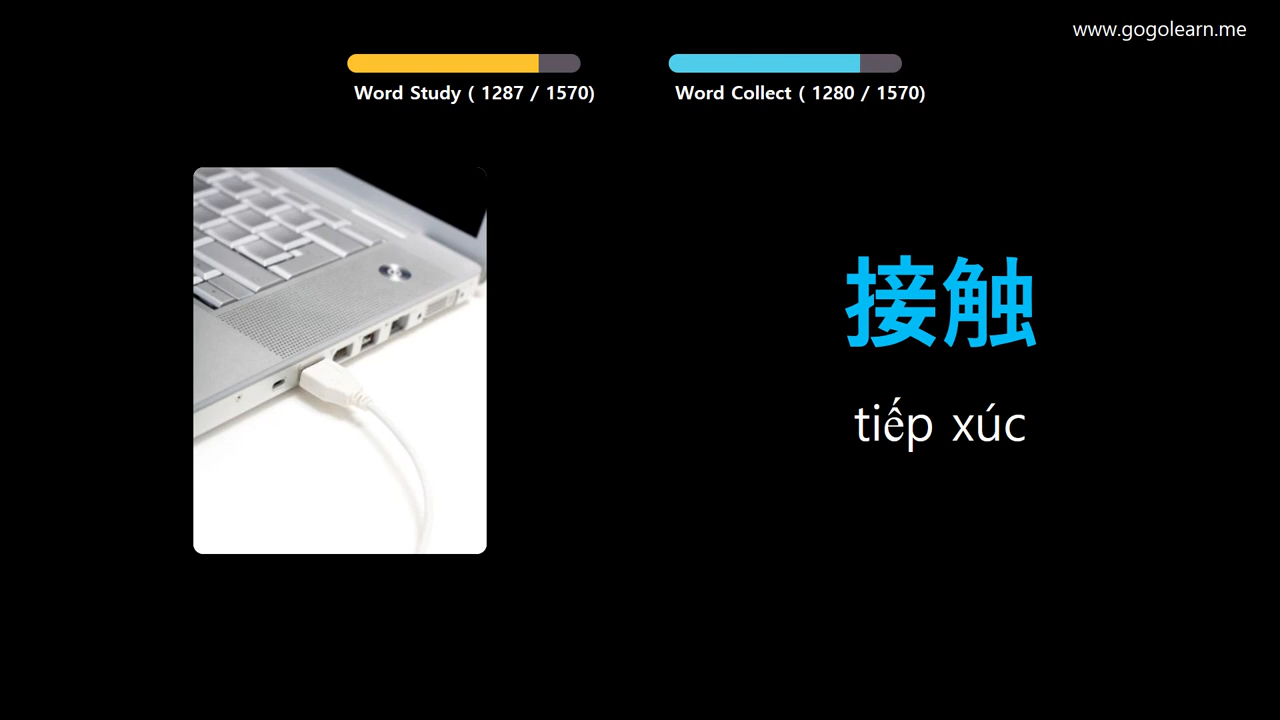 www.gogolearn.me
Word Study ( 1287 / 1570)
Word Collect ( 1280 / 1570)
接触
tiếp xúc